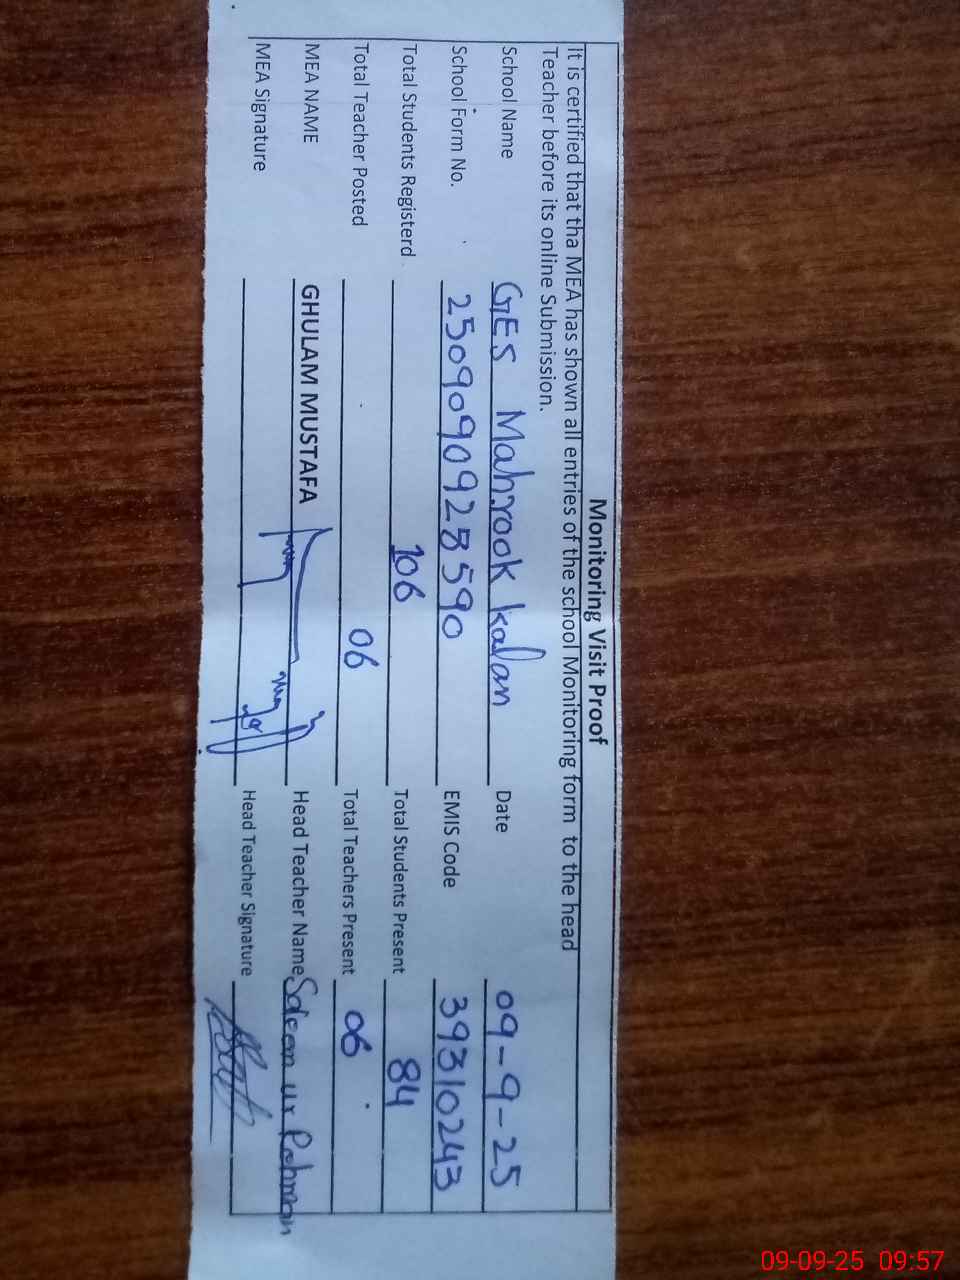 Monitoring Visit Proof
It is certified that tha MEA has shown all entries of the school Monitoring form to the head
Teacher before its online Submission.
School Name GES Mahrook kalan Date 09-9-25
School Form No. 2509090928590 EMIS Code 39310243
Total Students Registerd 106 Total Students Present 84
Total Teacher Posted 06 Total Teachers Present 06
MEA NAME GHULAM MUSTAFA Head Teacher Name ur Rahman
MEA Signature Head Teacher Signature
09-09-25 09:57